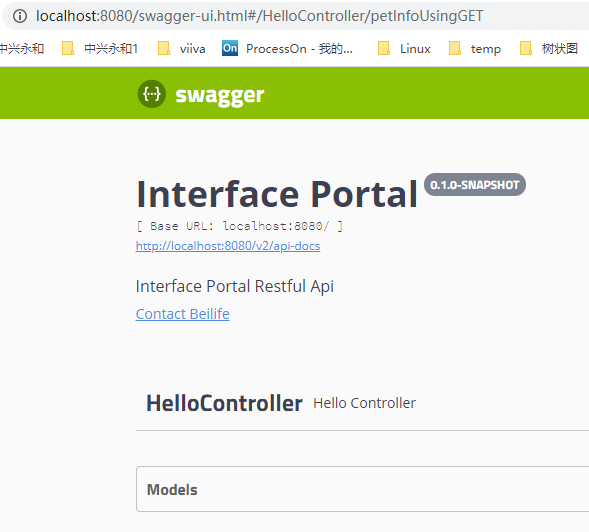 localhost:8080/swagger-ui.html#/HelloController/petInfoUsingGET
中兴永和 中兴永和1 viiva On ProcessOn - 我的... Linux temp 树状图
{··} swagger
Interface Portal 0.1.0-SNAPSHOT
[ Base URL: localhost:8080/ ]
http://localhost:8080/v2/api-docs
Interface Portal Restful Api
Contact Beilife
HelloController Hello Controller
Models